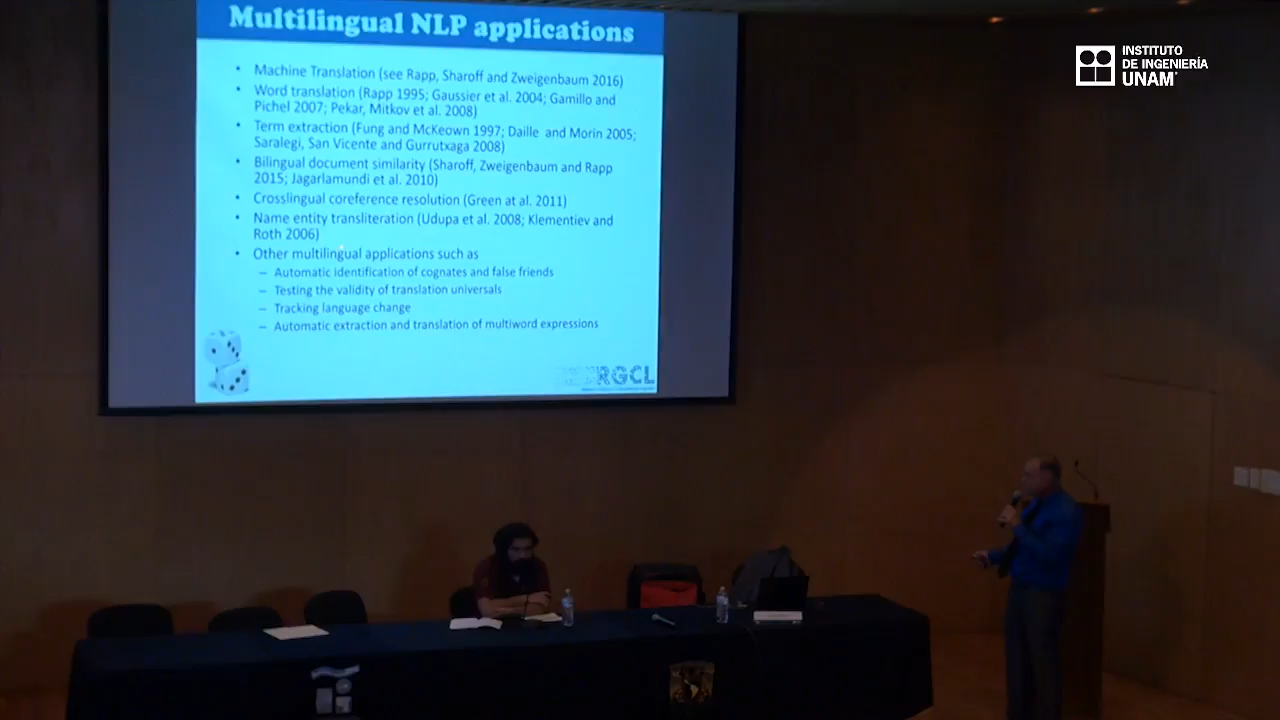 Multilingual NLP applications
INSTITUTO
DE INGENIERÍA
UNAM
• Machine Translation (see Rapp, Sharoff and Zweigenbaum 2016)
• Word translation (Rapp 1995; Gaussier et al. 2004; Gamillo and
Pichel 2007; Pekar, Mitkov et al. 2008)
• Term extraction (Fung and McKeown 1997; Daille and Morin 2005;
Saralegi, San Vicente and Gurrutxaga 2008)
• Bilingual document similarity (Sharoff, Zweigenbaum and Rapp
2015; Jagarlamundi et al. 2010)
• Crosslingual coreference resolution (Green at al. 2011)
• Name entity transliteration (Udupa et al. 2008; Klementiev and
Roth 2006)
• Other multilingual applications such as
– Automatic identification of cognates and false friends
– Testing the validity of translation universals
– Tracking language change
– Automatic extraction and translation of multiword expressions
RGCL